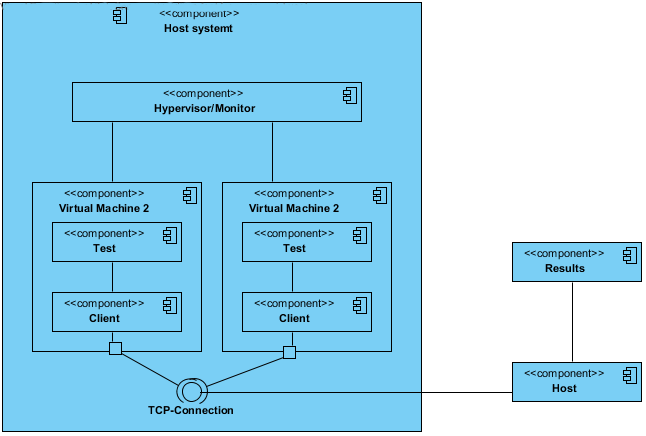 <<component>>
Host systemt
<<component>>
Hypervisor/Monitor
<<component>>
Virtual Machine 2
<<component>>
Test
<<component>>
Client
<<component>>
Virtual Machine 2
<<component>>
Test
<<component>>
Client
TCP-Connection
<<component>>
Results
<<component>>
Host